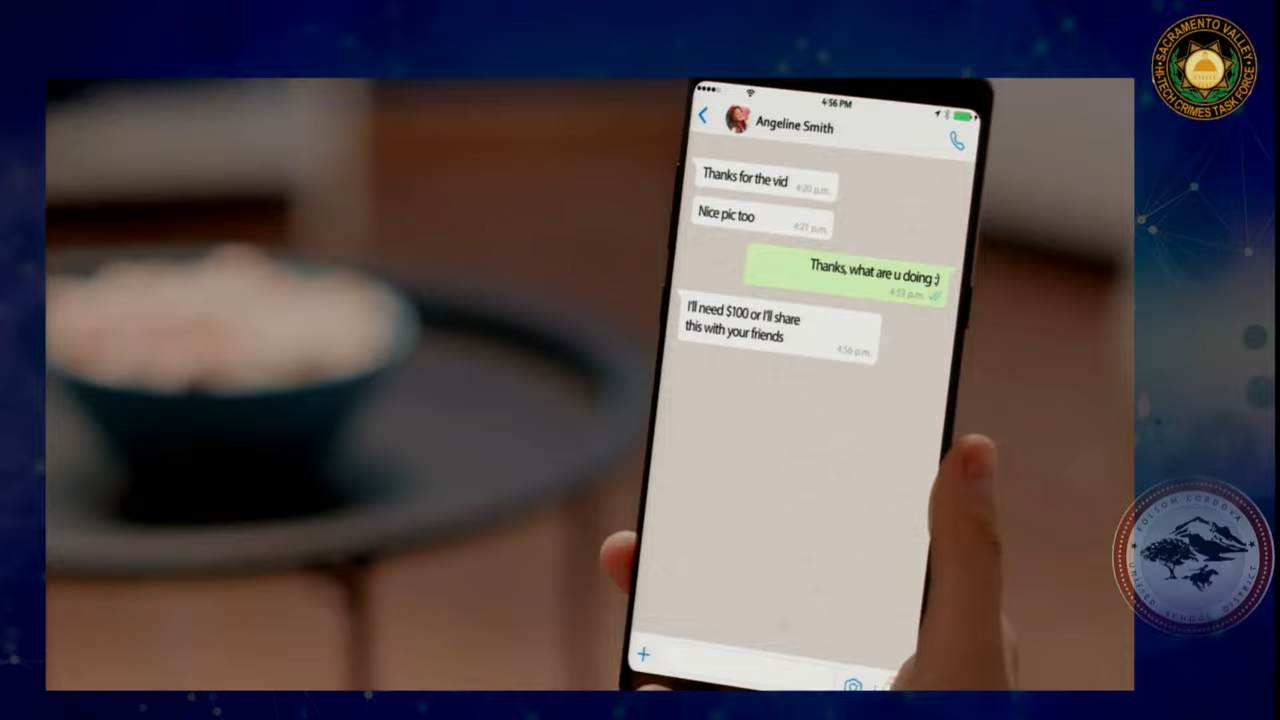 SACRAMENTO VALLEY
HI-TECH CRIMES TASK FORCE
4:56 PM
Angeline Smith
Thanks for the vid
4:20 p.m.
Nice pic too
4:21 p.m.
Thanks, what are u doing :)
4:53 p.m.
I'll need $100 or I'll share
this with your friends
4:56 p.m.
FOLSOM CORDOVA
UNIFIED SCHOOL DISTRICT